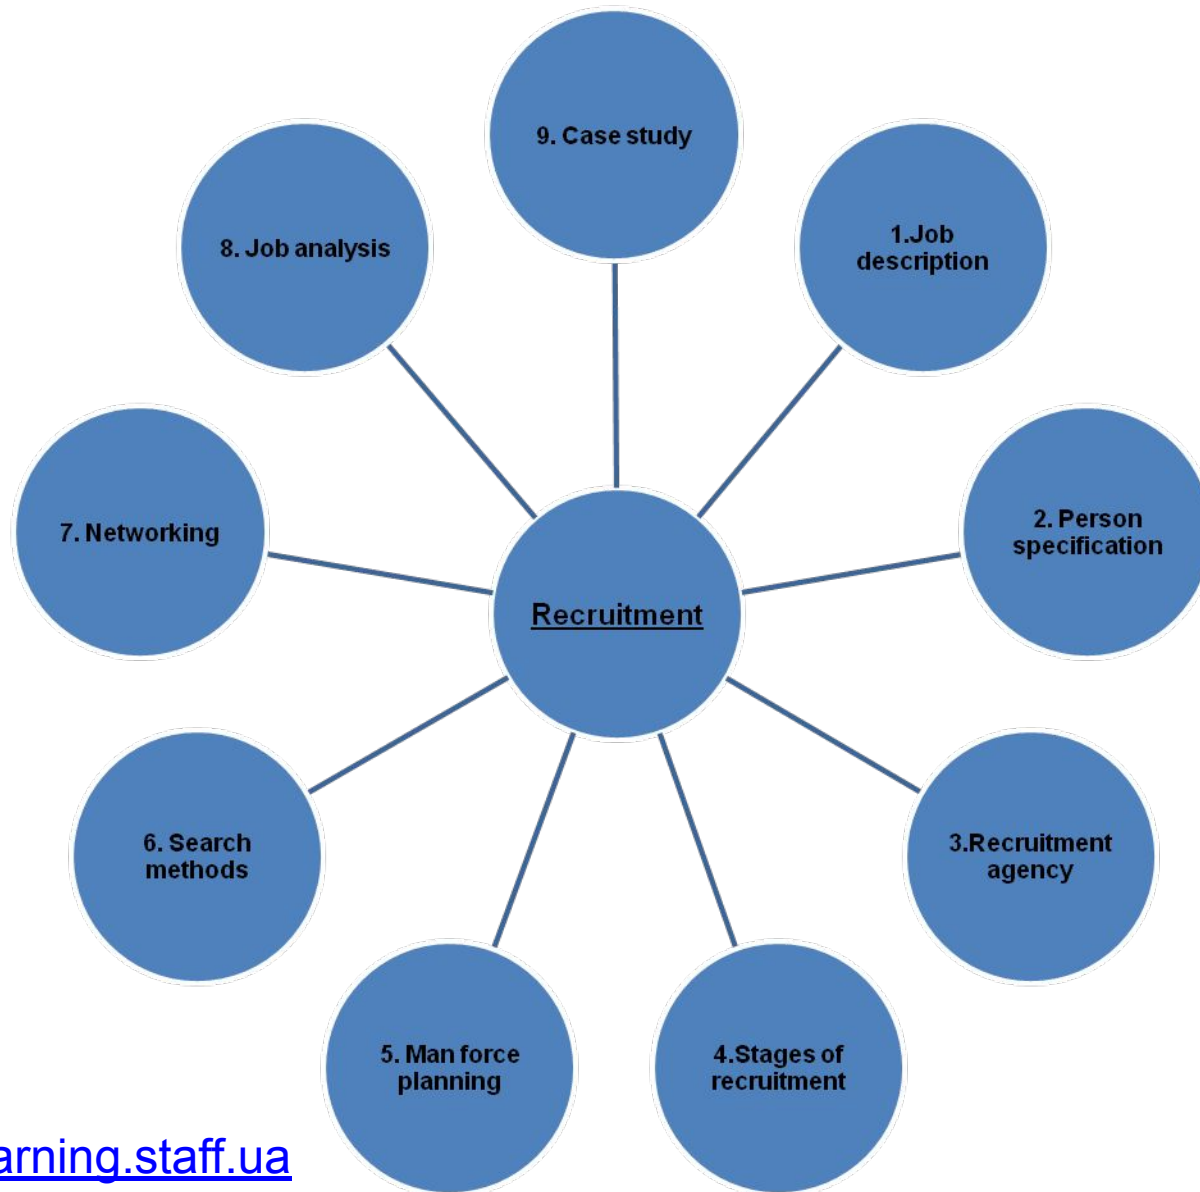 9. Case study
1.Job
description
2. Person
specification
3.Recruitment
agency
4.Stages of
recruitment
5. Man force
planning
6. Search
methods
7. Networking
8. Job analysis
Recruitment
arning.staff.ua